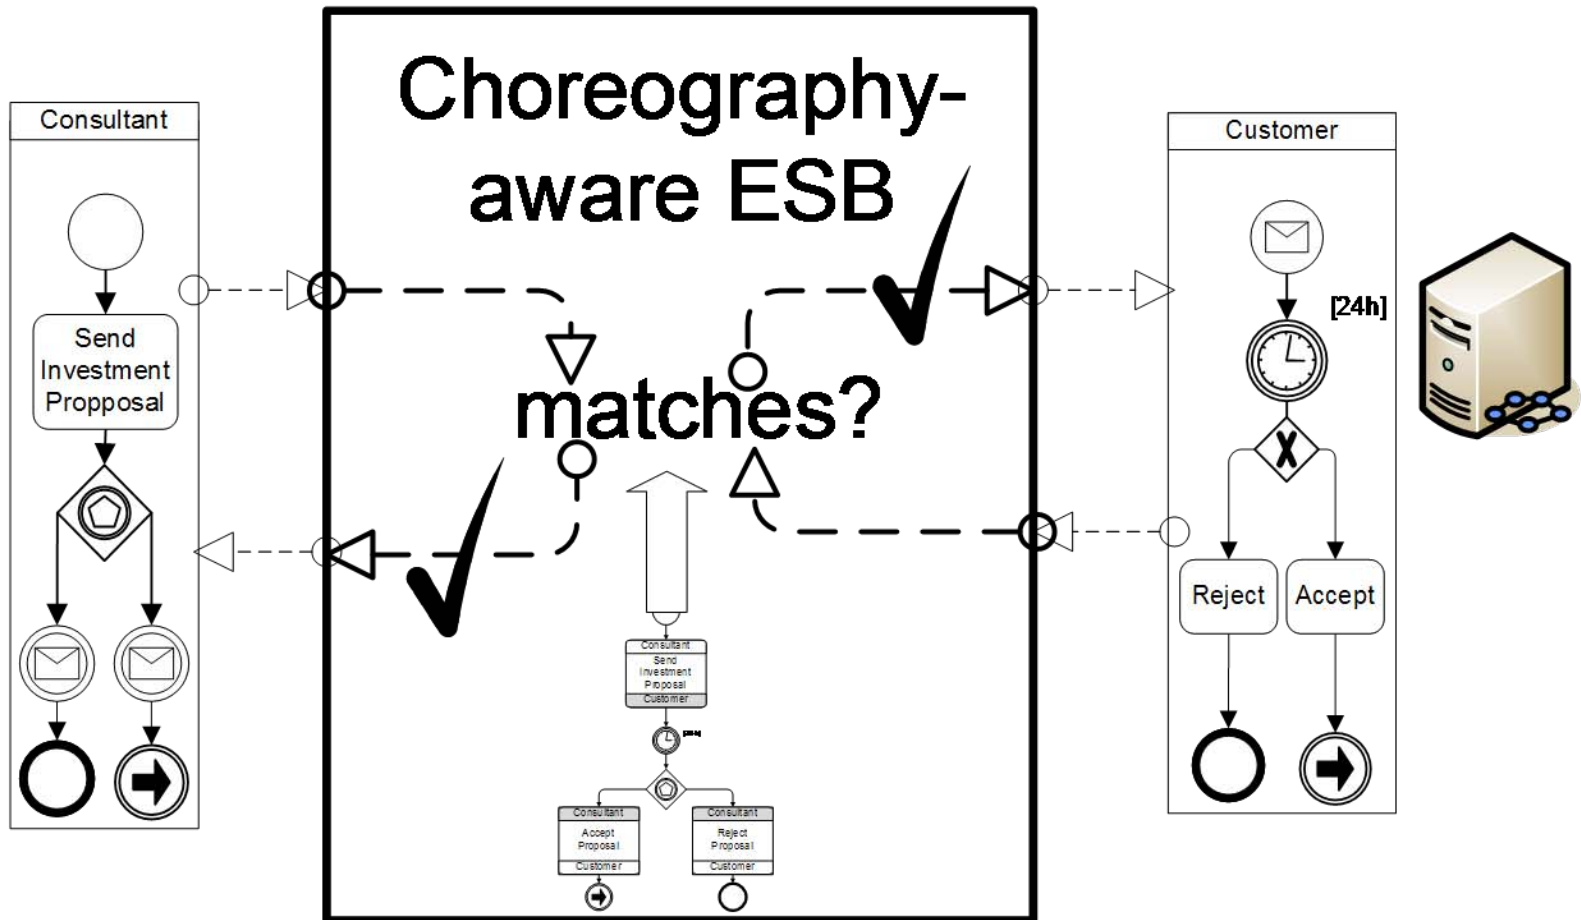 Choreography-
aware ESB
Consultant
Send
Investment
Propposal
matches?
Customer
[24h]
Reject
Accept
Consultant
Send
Investment
Proposal
Customer
Consultant
Accept
Proposal
Customer
Consultant
Reject
Proposal
Customer